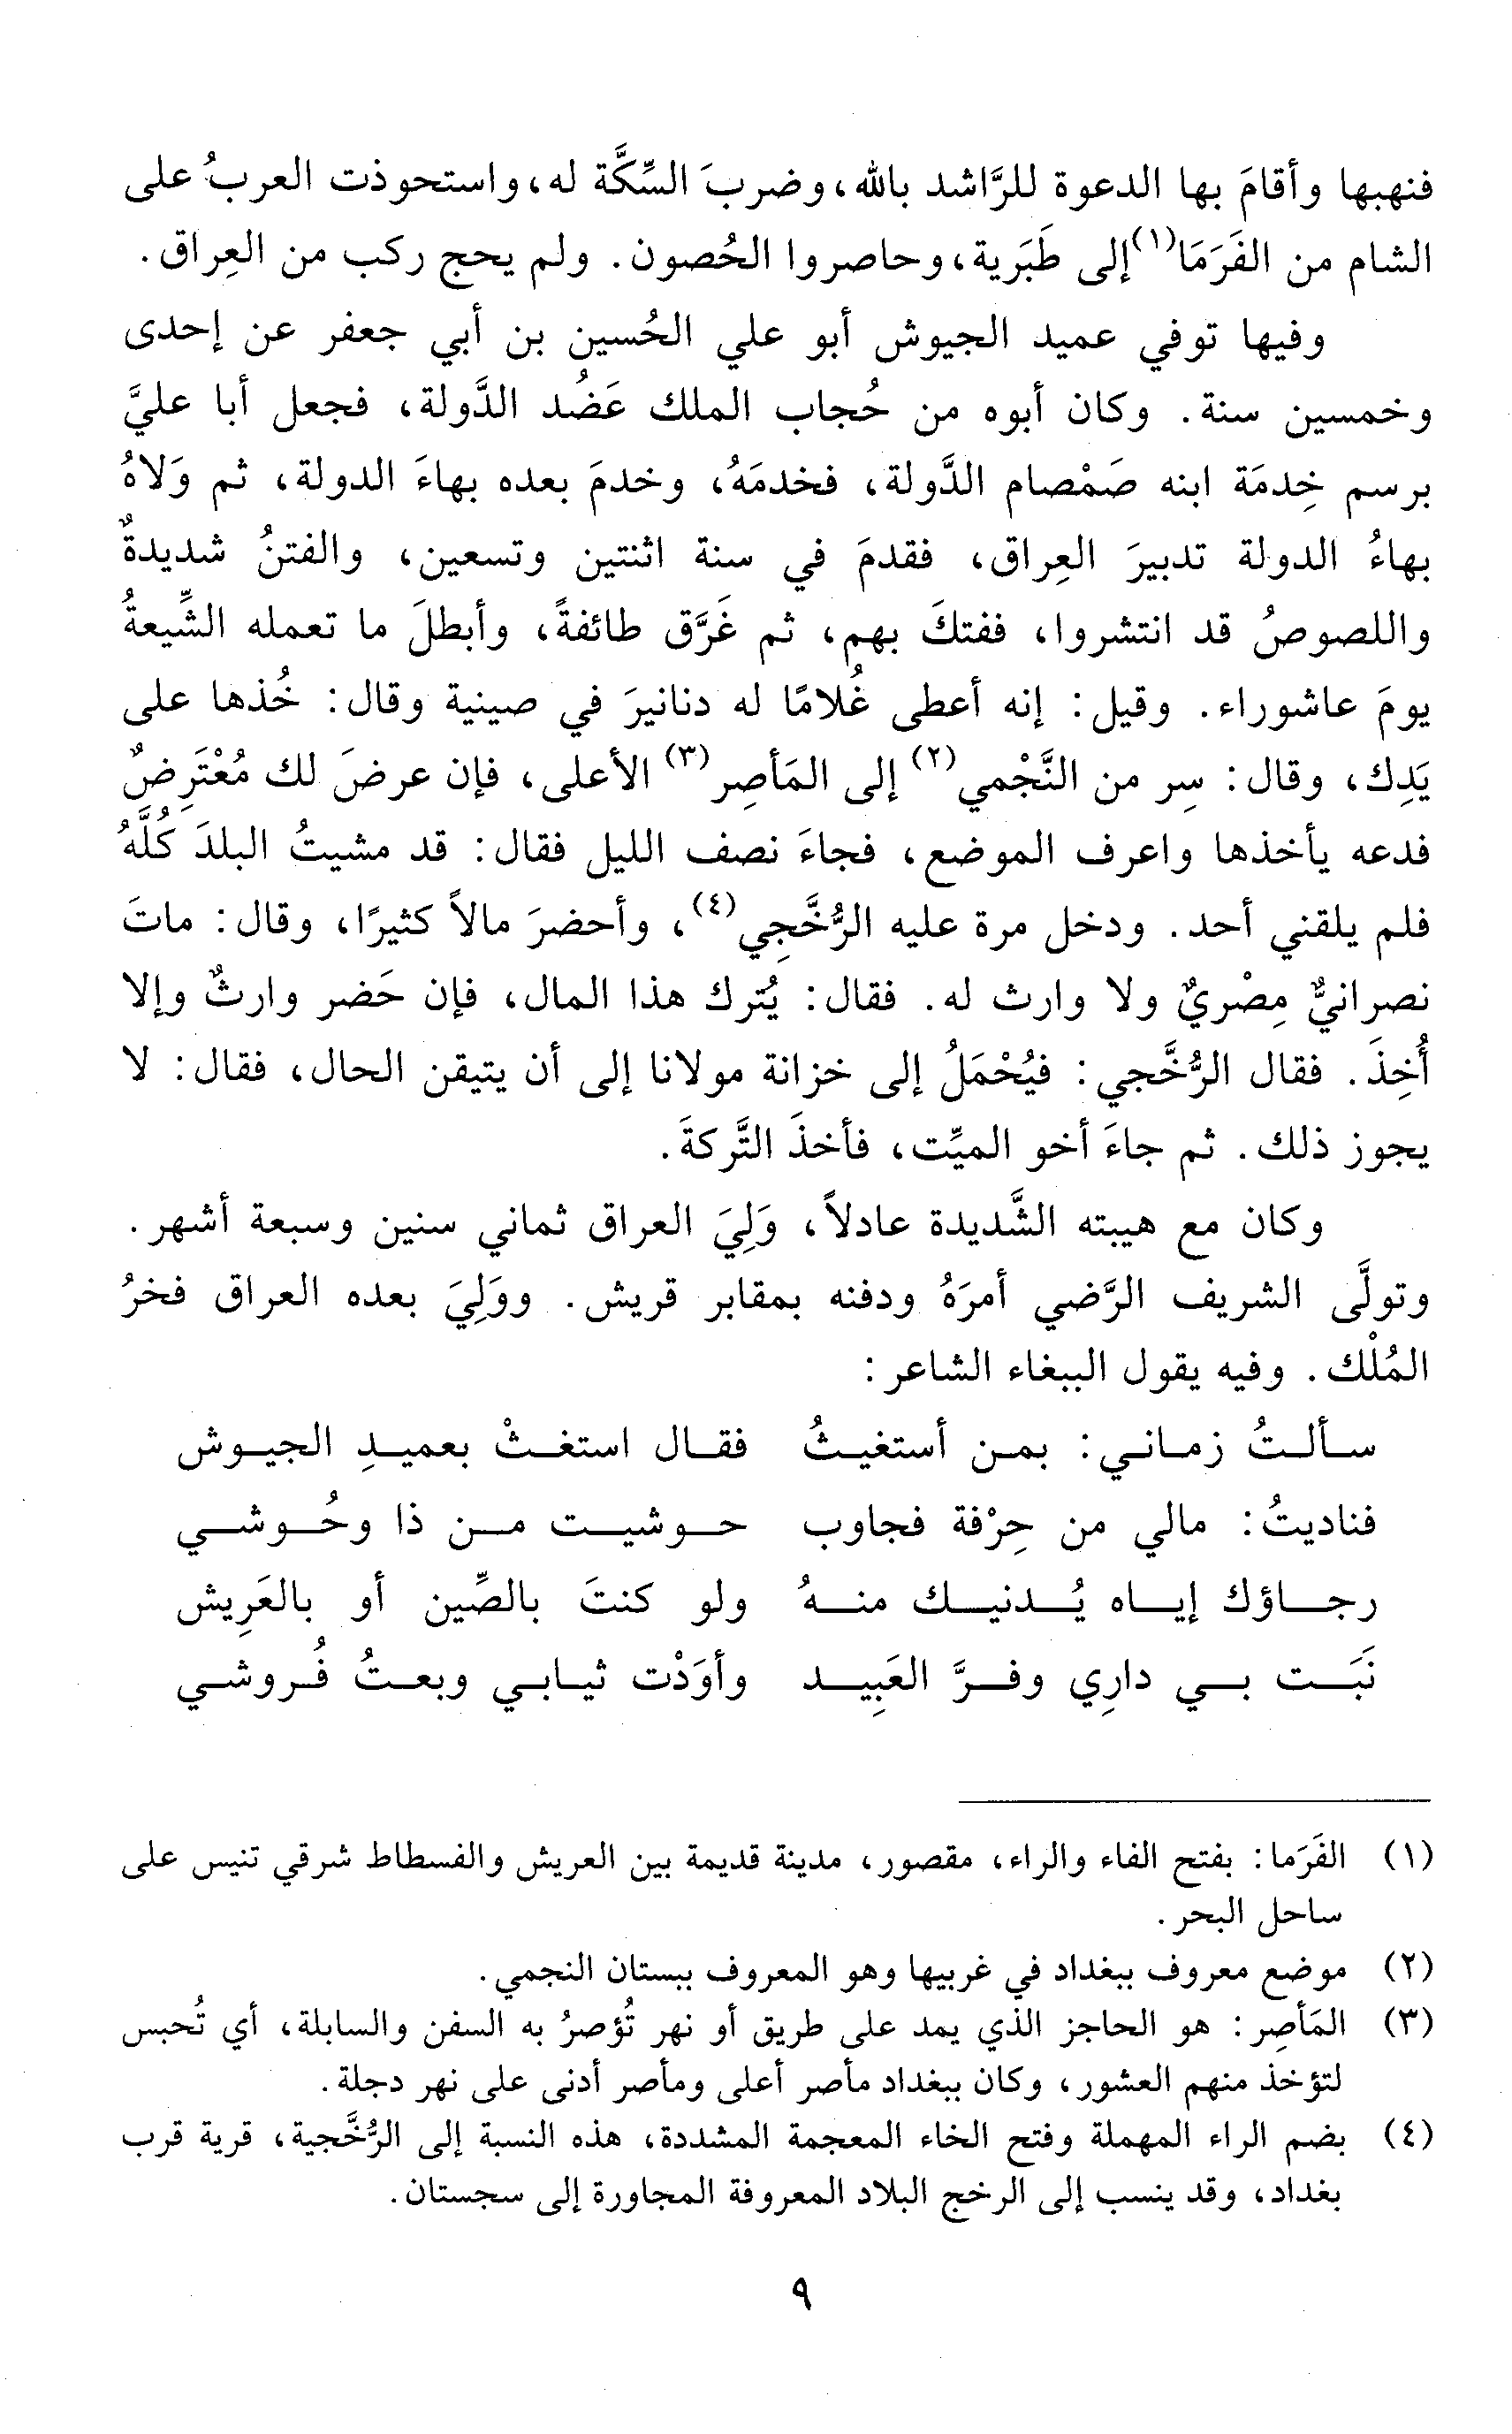 فنهبها وأقامَ بها الدعوة للرَّاشد بالله، وضربَ السِّكَّة له، واستحوذت العربُ على
الشام من الفَرَمَا(١) إلى طَبَرية، وحاصروا الحُصون. ولم يحج ركب من العِراق.
وفيها توفي عميد الجيوش أبو علي الحُسين بن أبي جعفر عن إحدى
وخمسين سنة. وكان أبوه من حُجاب الملك عَضُد الدَّولة، فجعل أبا عليَّ
برسم خِدمَة ابنه صَمْصام الدَّولة، فخدمَهُ، وخدمَ بعده بهاءَ الدولة، ثم وَلاهُ
بهاءُ الدولة تدبيرَ العِراق، فقدمَ في سنة اثنتين وتسعين، والفتنُ شديدةٌ
واللصوصُ قد انتشروا، ففتكَ بهم، ثم غَرَّق طائفةً، وأبطلَ ما تعمله الشِّيعةُ
يومَ عاشوراء. وقيل: إنه أعطى غُلامًا له دنانيرَ في صينية وقال: خُذها على
يَدِك، وقال: سِر من النَّجْمي(٢) إلى المَأصِر(٣) الأعلى، فإن عرضَ لك مُعْتَرِضٌ
فدعه يأخذها واعرف الموضع، فجاءَ نصف الليل فقال: قد مشيتُ البلدَ كُلَّهُ
فلم يلقني أحد. ودخل مرة عليه الرُّخَّجِي(٤)، وأحضرَ مالاً كثيرًا، وقال: ماتَ
نصرانيٌّ مِصْريٌ ولا وارث له. فقال: يُترك هذا المال، فإن حَضر وارثٌ وإلا
أُخِذَ. فقال الرُّخَّجي: فيُحْمَلُ إلى خزانة مولانا إلى أن يتيقن الحال، فقال: لا
يجوز ذلك. ثم جاءَ أخو الميِّت، فأخذَ التَّركةَ.
وكان مع هيبته الشَّديدة عادلاً، وَلِيَ العراق ثماني سنين وسبعة أشهر.
وتولَّى الشريف الرَّضي أمرَهُ ودفنه بمقابر قريش. ووَلِيَ بعده العراق فخرُ
المُلْك. وفيه يقول الببغاء الشاعر:
سألتُ زماني: بمن أستغيثُ فقال استغثْ بعميدِ الجيوش
فناديتُ: مالي من حِرْفة فجاوب حوشيت من ذا وحُوشي
رجاؤك إياه يُدنيك منهُ ولو كنتَ بالصِّين أو بالعَرِيش
نَبَت بي دارِي وفرَّ العَبِيد وأوَدْت ثيابي وبعتُ فُروشي
(١) الفَرَما: بفتح الفاء والراء، مقصور، مدينة قديمة بين العريش والفسطاط شرقي تنيس على
ساحل البحر.
(٢) موضع معروف ببغداد في غربيها وهو المعروف ببستان النجمي.
(٣) المَأصِر: هو الحاجز الذي يمد على طريق أو نهر تُؤصرُ به السفن والسابلة، أي تُحبس
لتؤخذ منهم العشور، وكان ببغداد مأصر أعلى ومأصر أدنى على نهر دجلة.
(٤) بضم الراء المهملة وفتح الخاء المعجمة المشددة، هذه النسبة إلى الرُّخَّجية، قرية قرب
بغداد، وقد ينسب إلى الرخج البلاد المعروفة المجاورة إلى سجستان.
٩